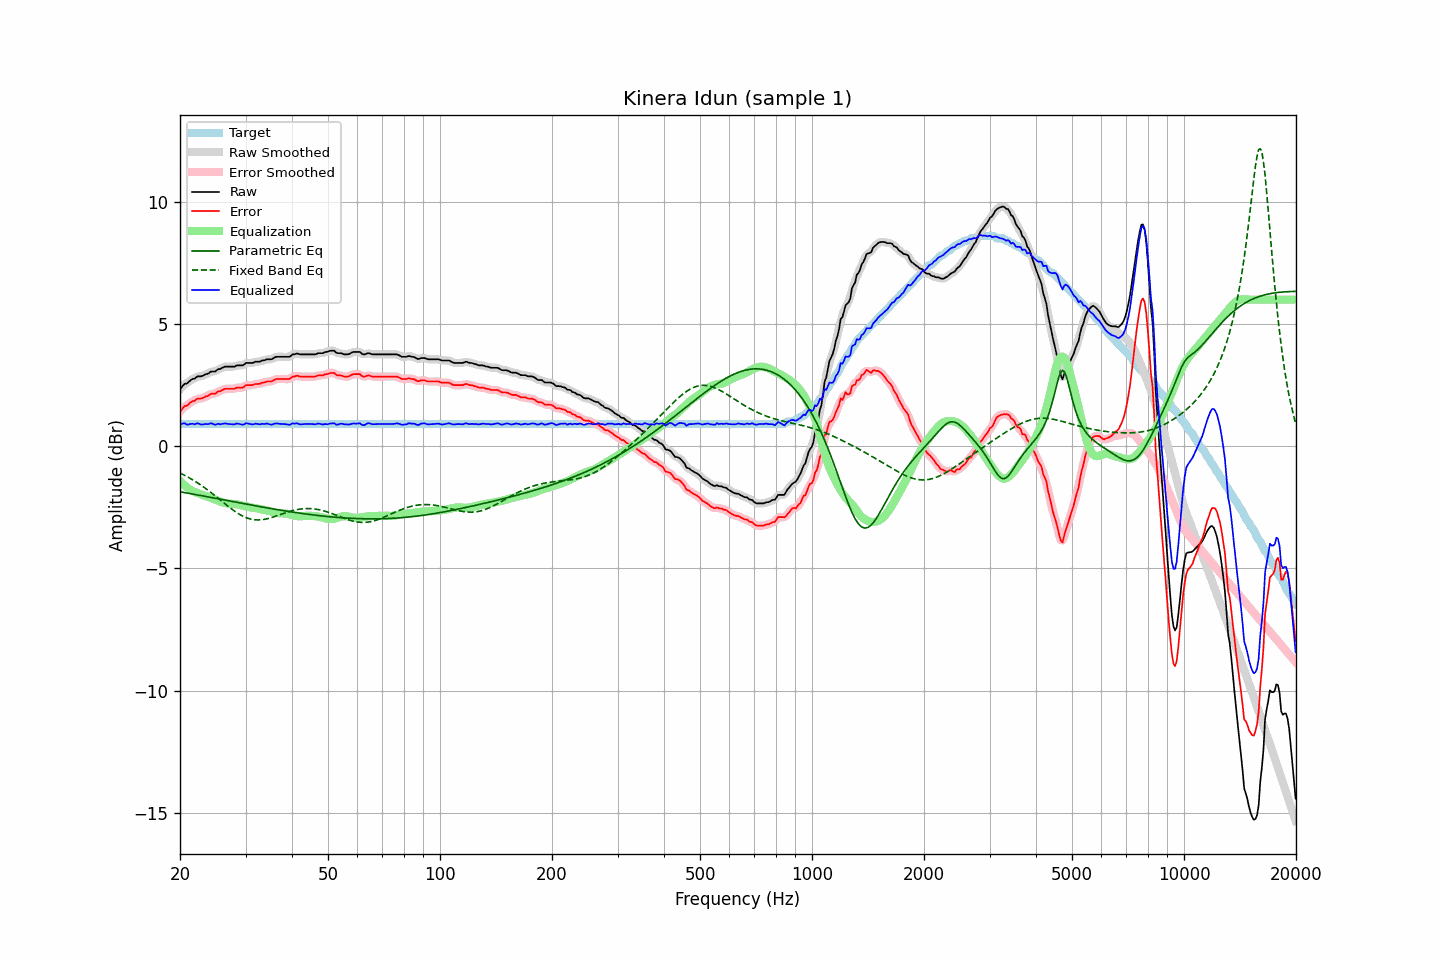 Kinera Idun (sample 1)
Target
Raw Smoothed
Error Smoothed
Raw
Error
Equalization
Parametric Eq
Fixed Band Eq
Equalized
10
5
0
−5
−10
−15
Amplitude (dBr)
20 50 100 200 500 1000 2000 5000 10000 20000
Frequency (Hz)